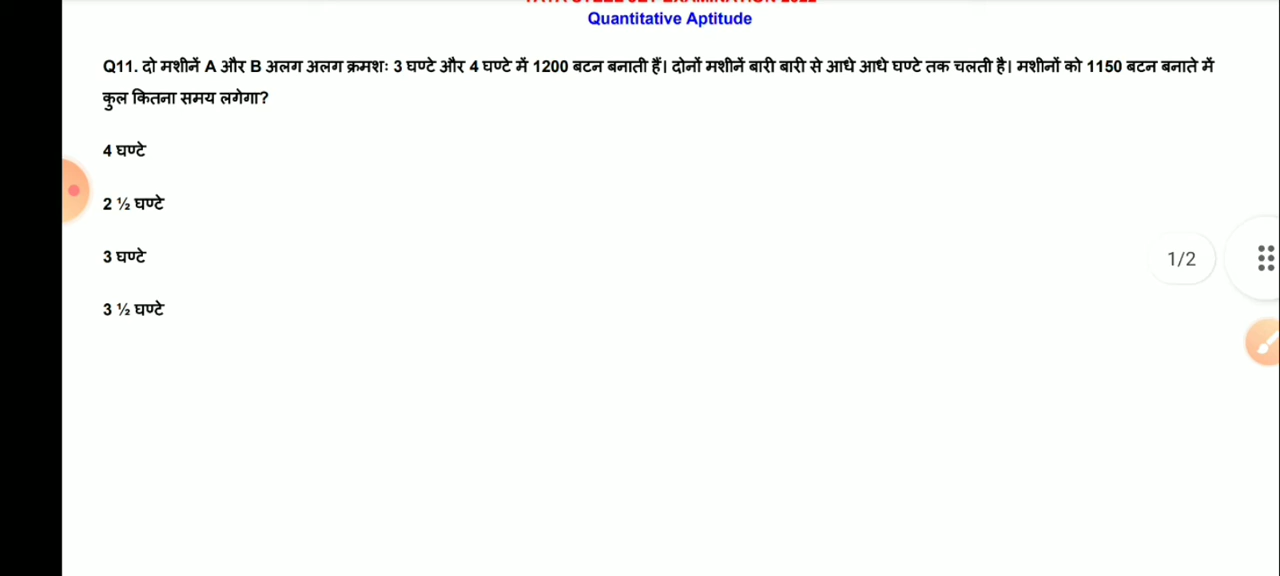 Quantitative Aptitude
Q11. दो मशीनें A और B अलग अलग क्रमशः 3 घण्टे और 4 घण्टे में 1200 बटन बनाती हैं। दोनों मशीनें बारी बारी से आधे आधे घण्टे तक चलती है। मशीनों को 1150 बटन बनाते में
कुल कितना समय लगेगा?
4 घण्टे
2 ½ घण्टे
3 घण्टे
1/2
3 ½ घण्टे